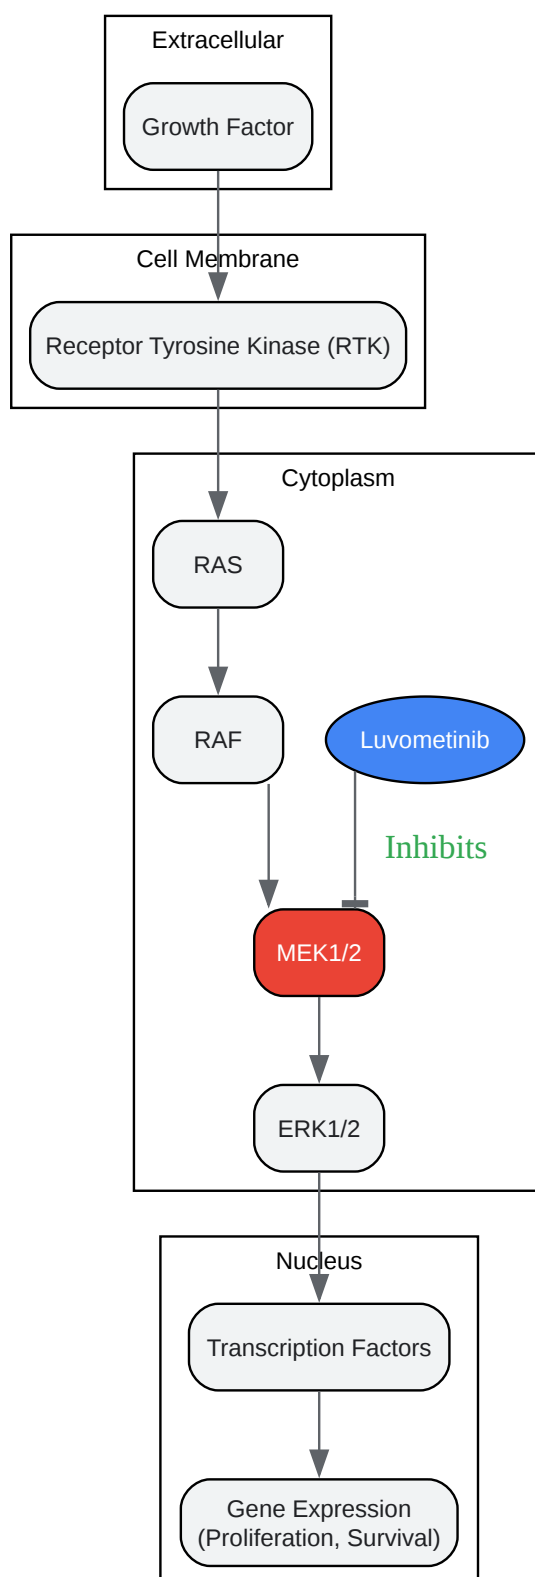 Extracellular
Growth Factor
Cell Membrane
Receptor Tyrosine Kinase (RTK)
Cytoplasm
RAS
RAF
Luvometinib
Inhibits
MEK1/2
ERK1/2
Nucleus
Transcription Factors
Gene Expression
(Proliferation, Survival)